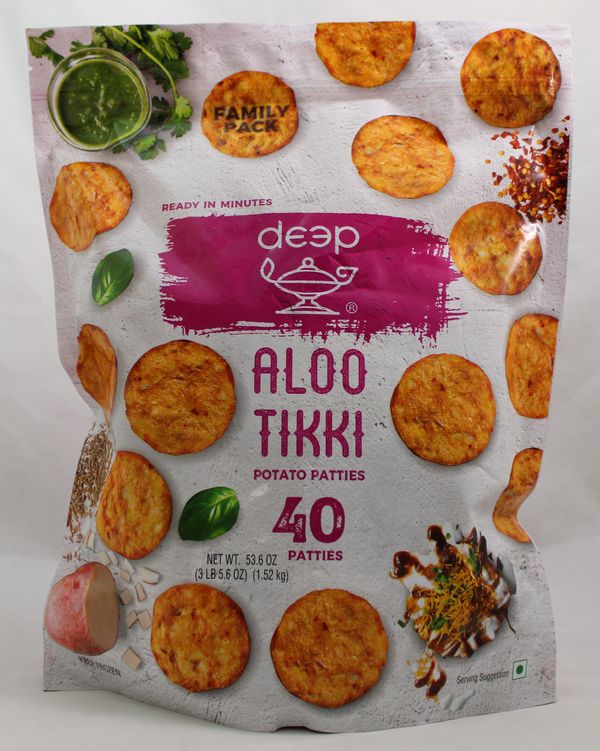 FAMILY
PACK
READY IN MINUTES
deep
®
ALOO
TIKKI
POTATO PATTIES
40
PATTIES
NET WT. 53.6 OZ
(3 LB 5.6 OZ) (1.52 kg)
KEEP FROZEN
Serving Suggestion